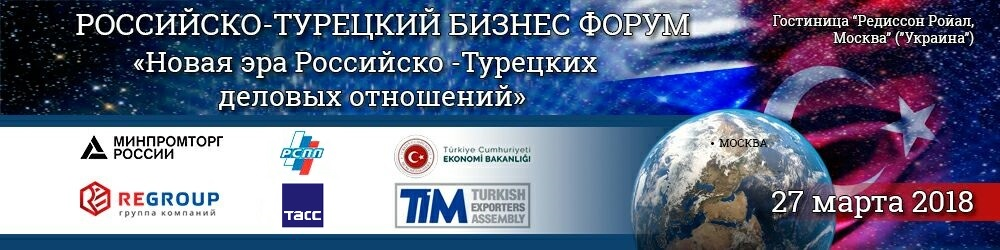 РОССИЙСКО-ТУРЕЦКИЙ БИЗНЕС ФОРУМ
«Новая эра Российско -Турецких
деловых отношений»
Гостиница “Редиссон Ройал,
Москва” (”Украина”)
МИНПРОМТОРГ
РОССИИ
РСПП
Türkiye Cumhuriyeti
EKONOMİ BAKANLIĞI
REGROUP
группа компаний
ТАСС
TİM
TURKISH
EXPORTERS
ASSEMBLY
МОСКВА
27 марта 2018